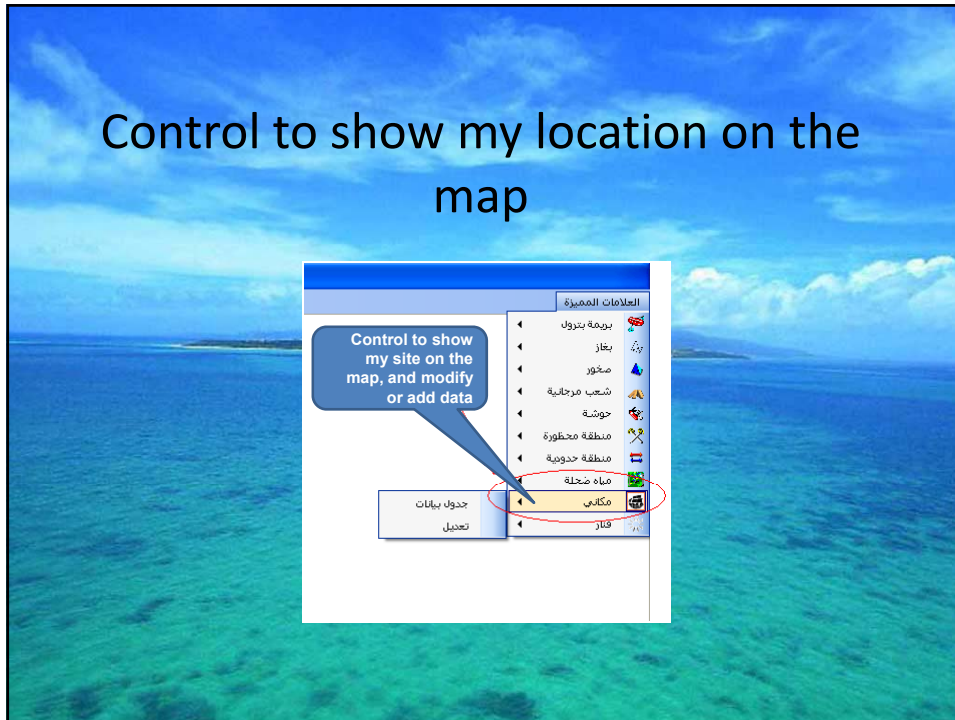 Control to show my location on the
map
العلامات المميزة
بريمة بترول
بغاز
صخور
شعب مرجانية
حوشة
منطقة محظورة
منطقة حدودية
مياه ضحلة
مكاني
فنار
جدول بيانات
تعديل
Control to show
my site on the
map, and modify
or add data